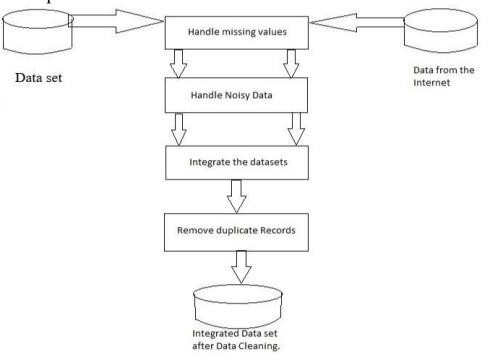 Handle missing values
Data set
Data from the
Internet
Handle Noisy Data
Integrate the datasets
Remove duplicate Records
Integrated Data set
after Data Cleaning.